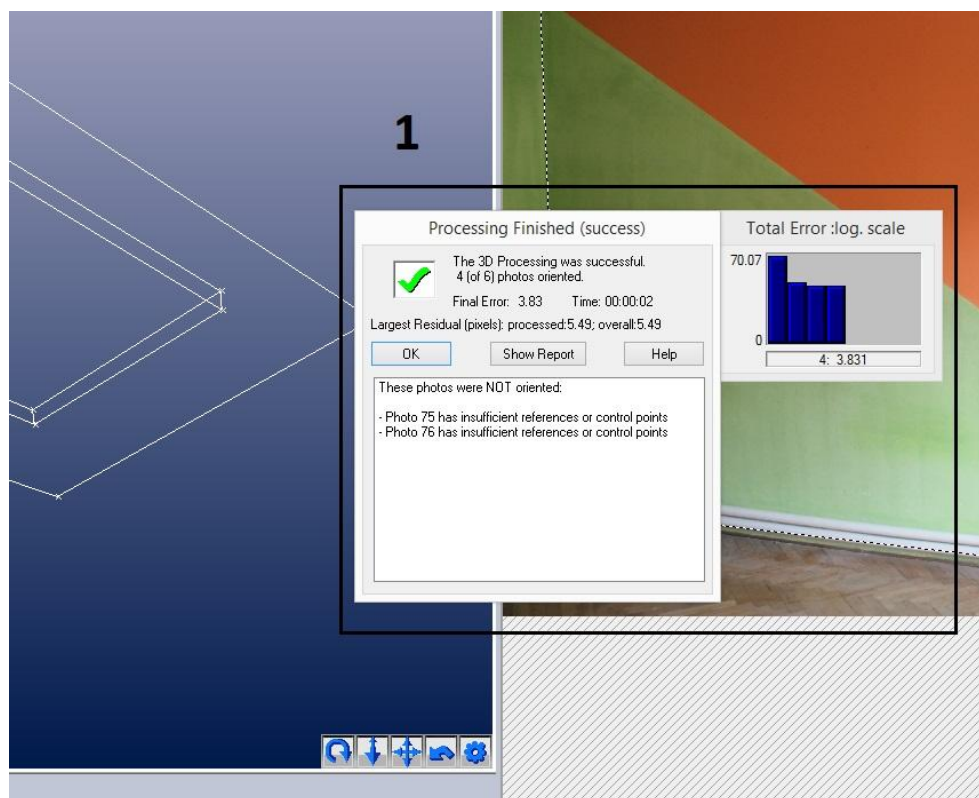 1
Processing Finished (success)
The 3D Processing was successful.
4 (of 6) photos oriented.
Final Error: 3.83 Time: 00:00:02
Largest Residual (pixels): processed:5.49; overall:5.49
OK Show Report Help
These photos were NOT oriented:
- Photo 75 has insufficient references or control points
- Photo 76 has insufficient references or control points
Total Error :log. scale
70.07
0
4: 3.831